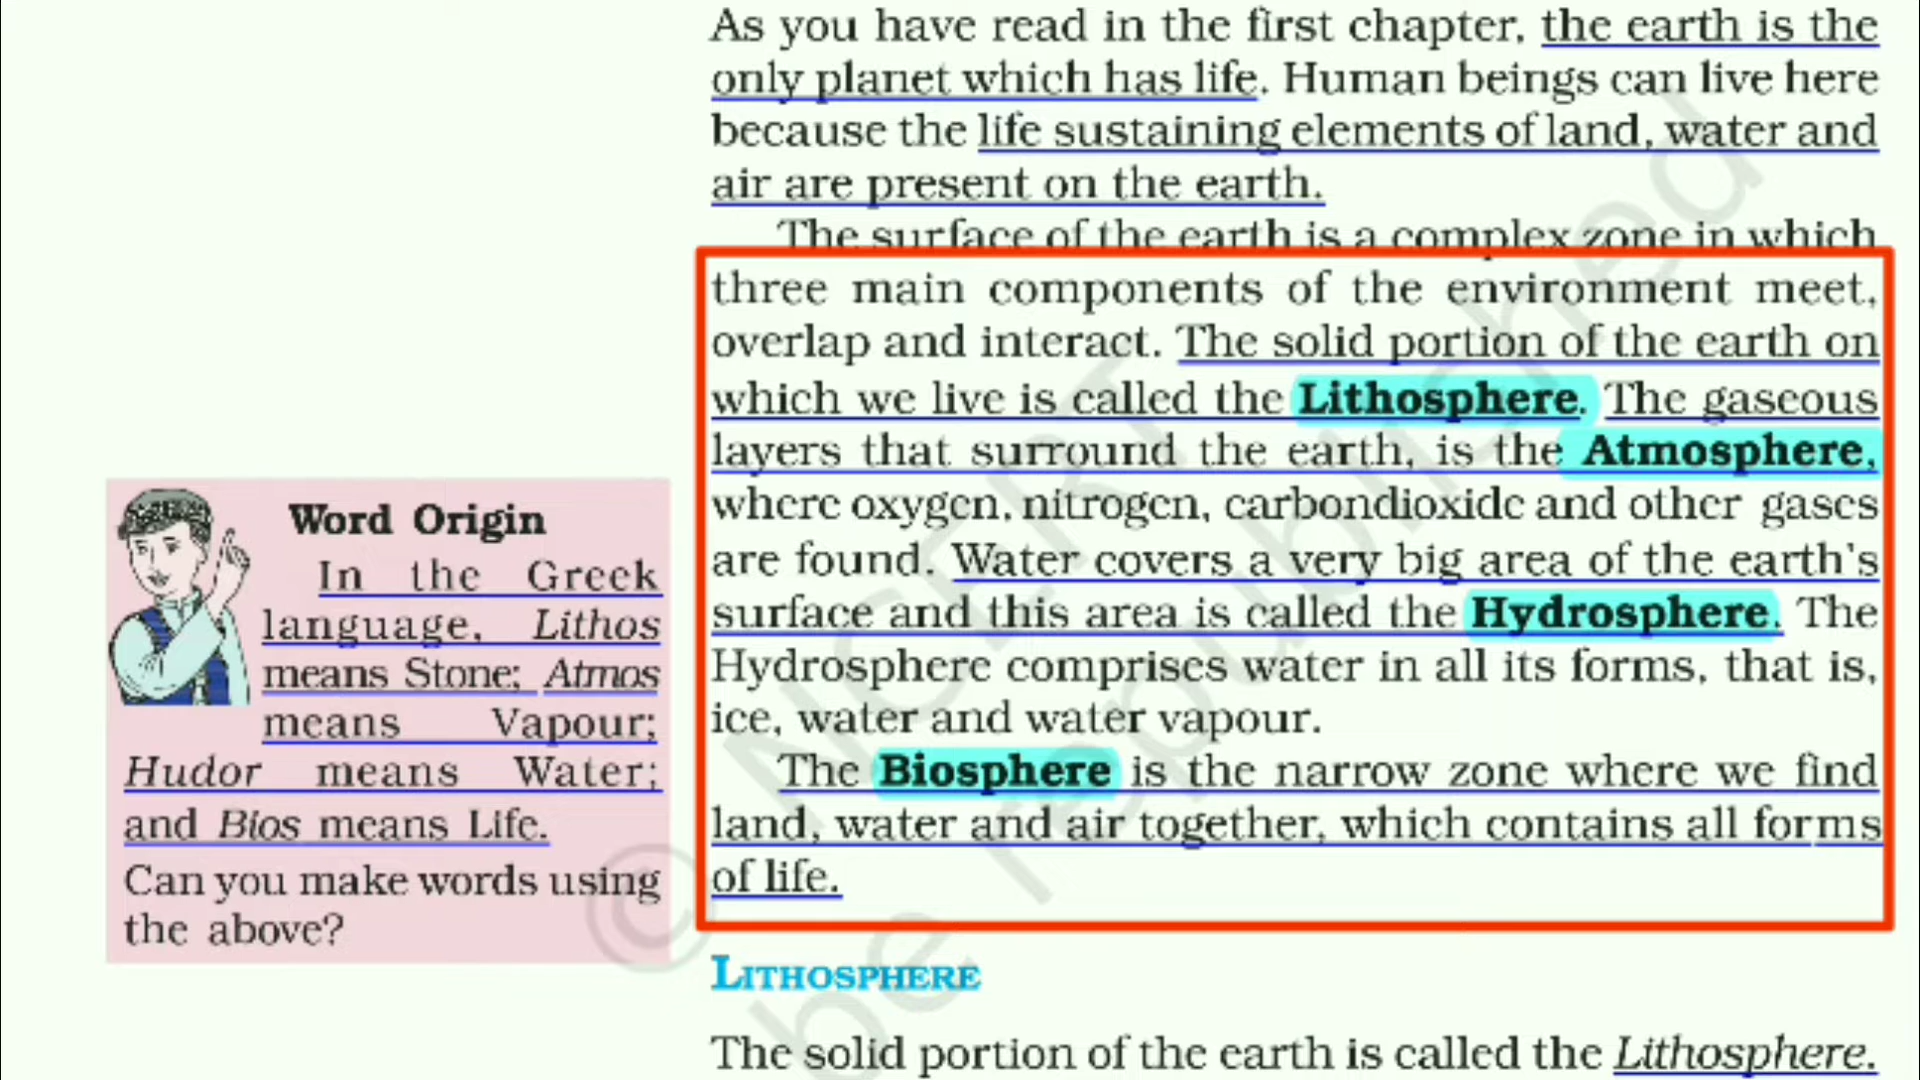 As you have read in the first chapter, the earth is the
only planet which has life. Human beings can live here
because the life sustaining elements of land, water and
air are present on the earth.
The surface of the earth is a complex zone in which
three main components of the environment meet,
overlap and interact. The solid portion of the earth on
which we live is called the Lithosphere. The gaseous
layers that surround the earth, is the Atmosphere,
where oxygen, nitrogen, carbondioxide and other gases
are found. Water covers a very big area of the earth's
surface and this area is called the Hydrosphere. The
Hydrosphere comprises water in all its forms, that is,
ice, water and water vapour.
The Biosphere is the narrow zone where we find
land, water and air together, which contains all forms
of life.
Word Origin
In the Greek
language, Lithos
means Stone; Atmos
means Vapour;
Hudor means Water;
and Bios means Life.
Can you make words using
the above?
LITHOSPHERE
The solid portion of the earth is called the Lithosphere.
© NCERT
be republished